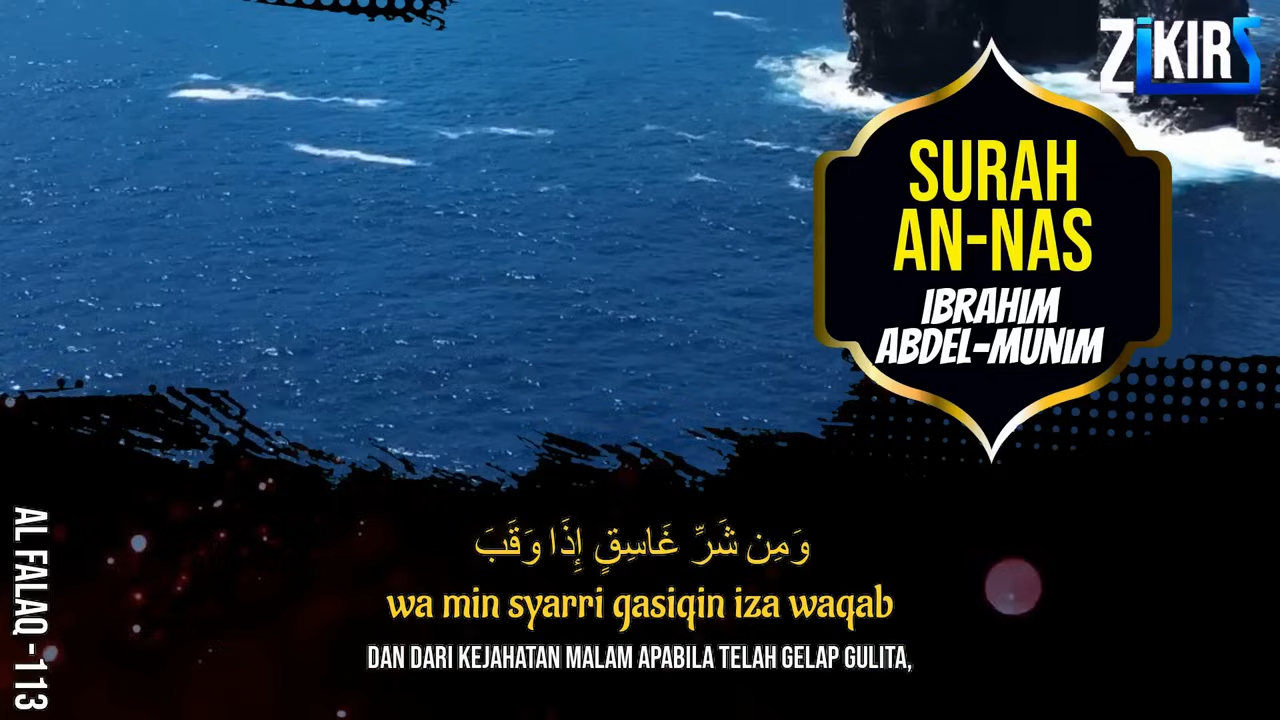 ZIKIRS
SURAH
AN-NAS
IBRAHIM
ABDEL-MUNIM
وَمِن شَرِّ غَاسِقٍ إِذَا وَقَبَ
wa min syarri gasiqin iza waqab
DAN DARI KEJAHATAN MALAM APABILA TELAH GELAP GULITA,
AL FALAQ -113